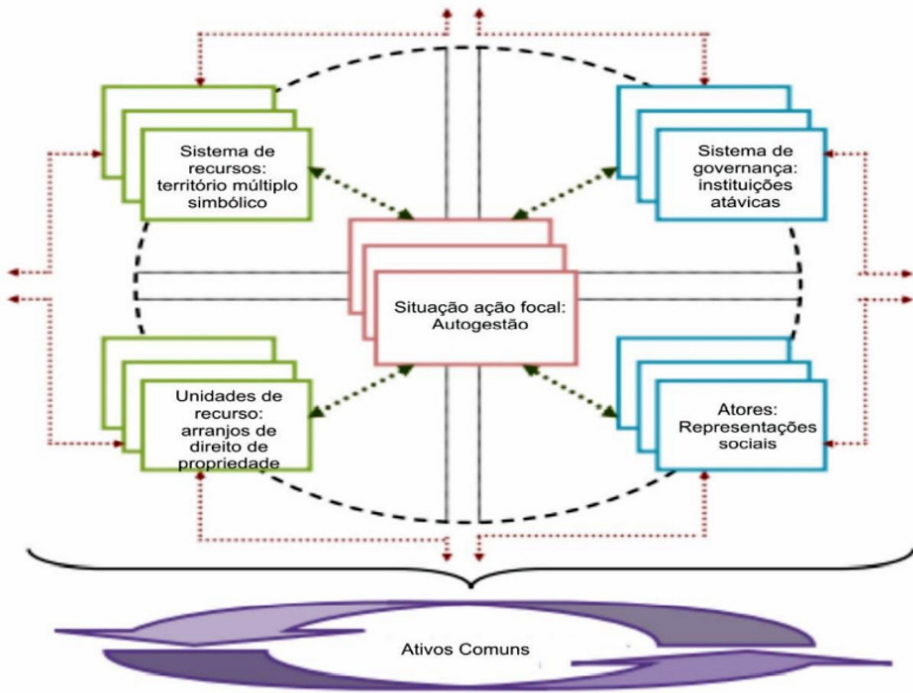 Sistema de
recursos:
território múltiplo
simbólico
Sistema de
governança:
instituições
atávicas
Situação ação focal:
Autogestão
Unidades de
recurso:
arranjos de
direito de
propriedade
Atores:
Representações
sociais
Ativos Comuns